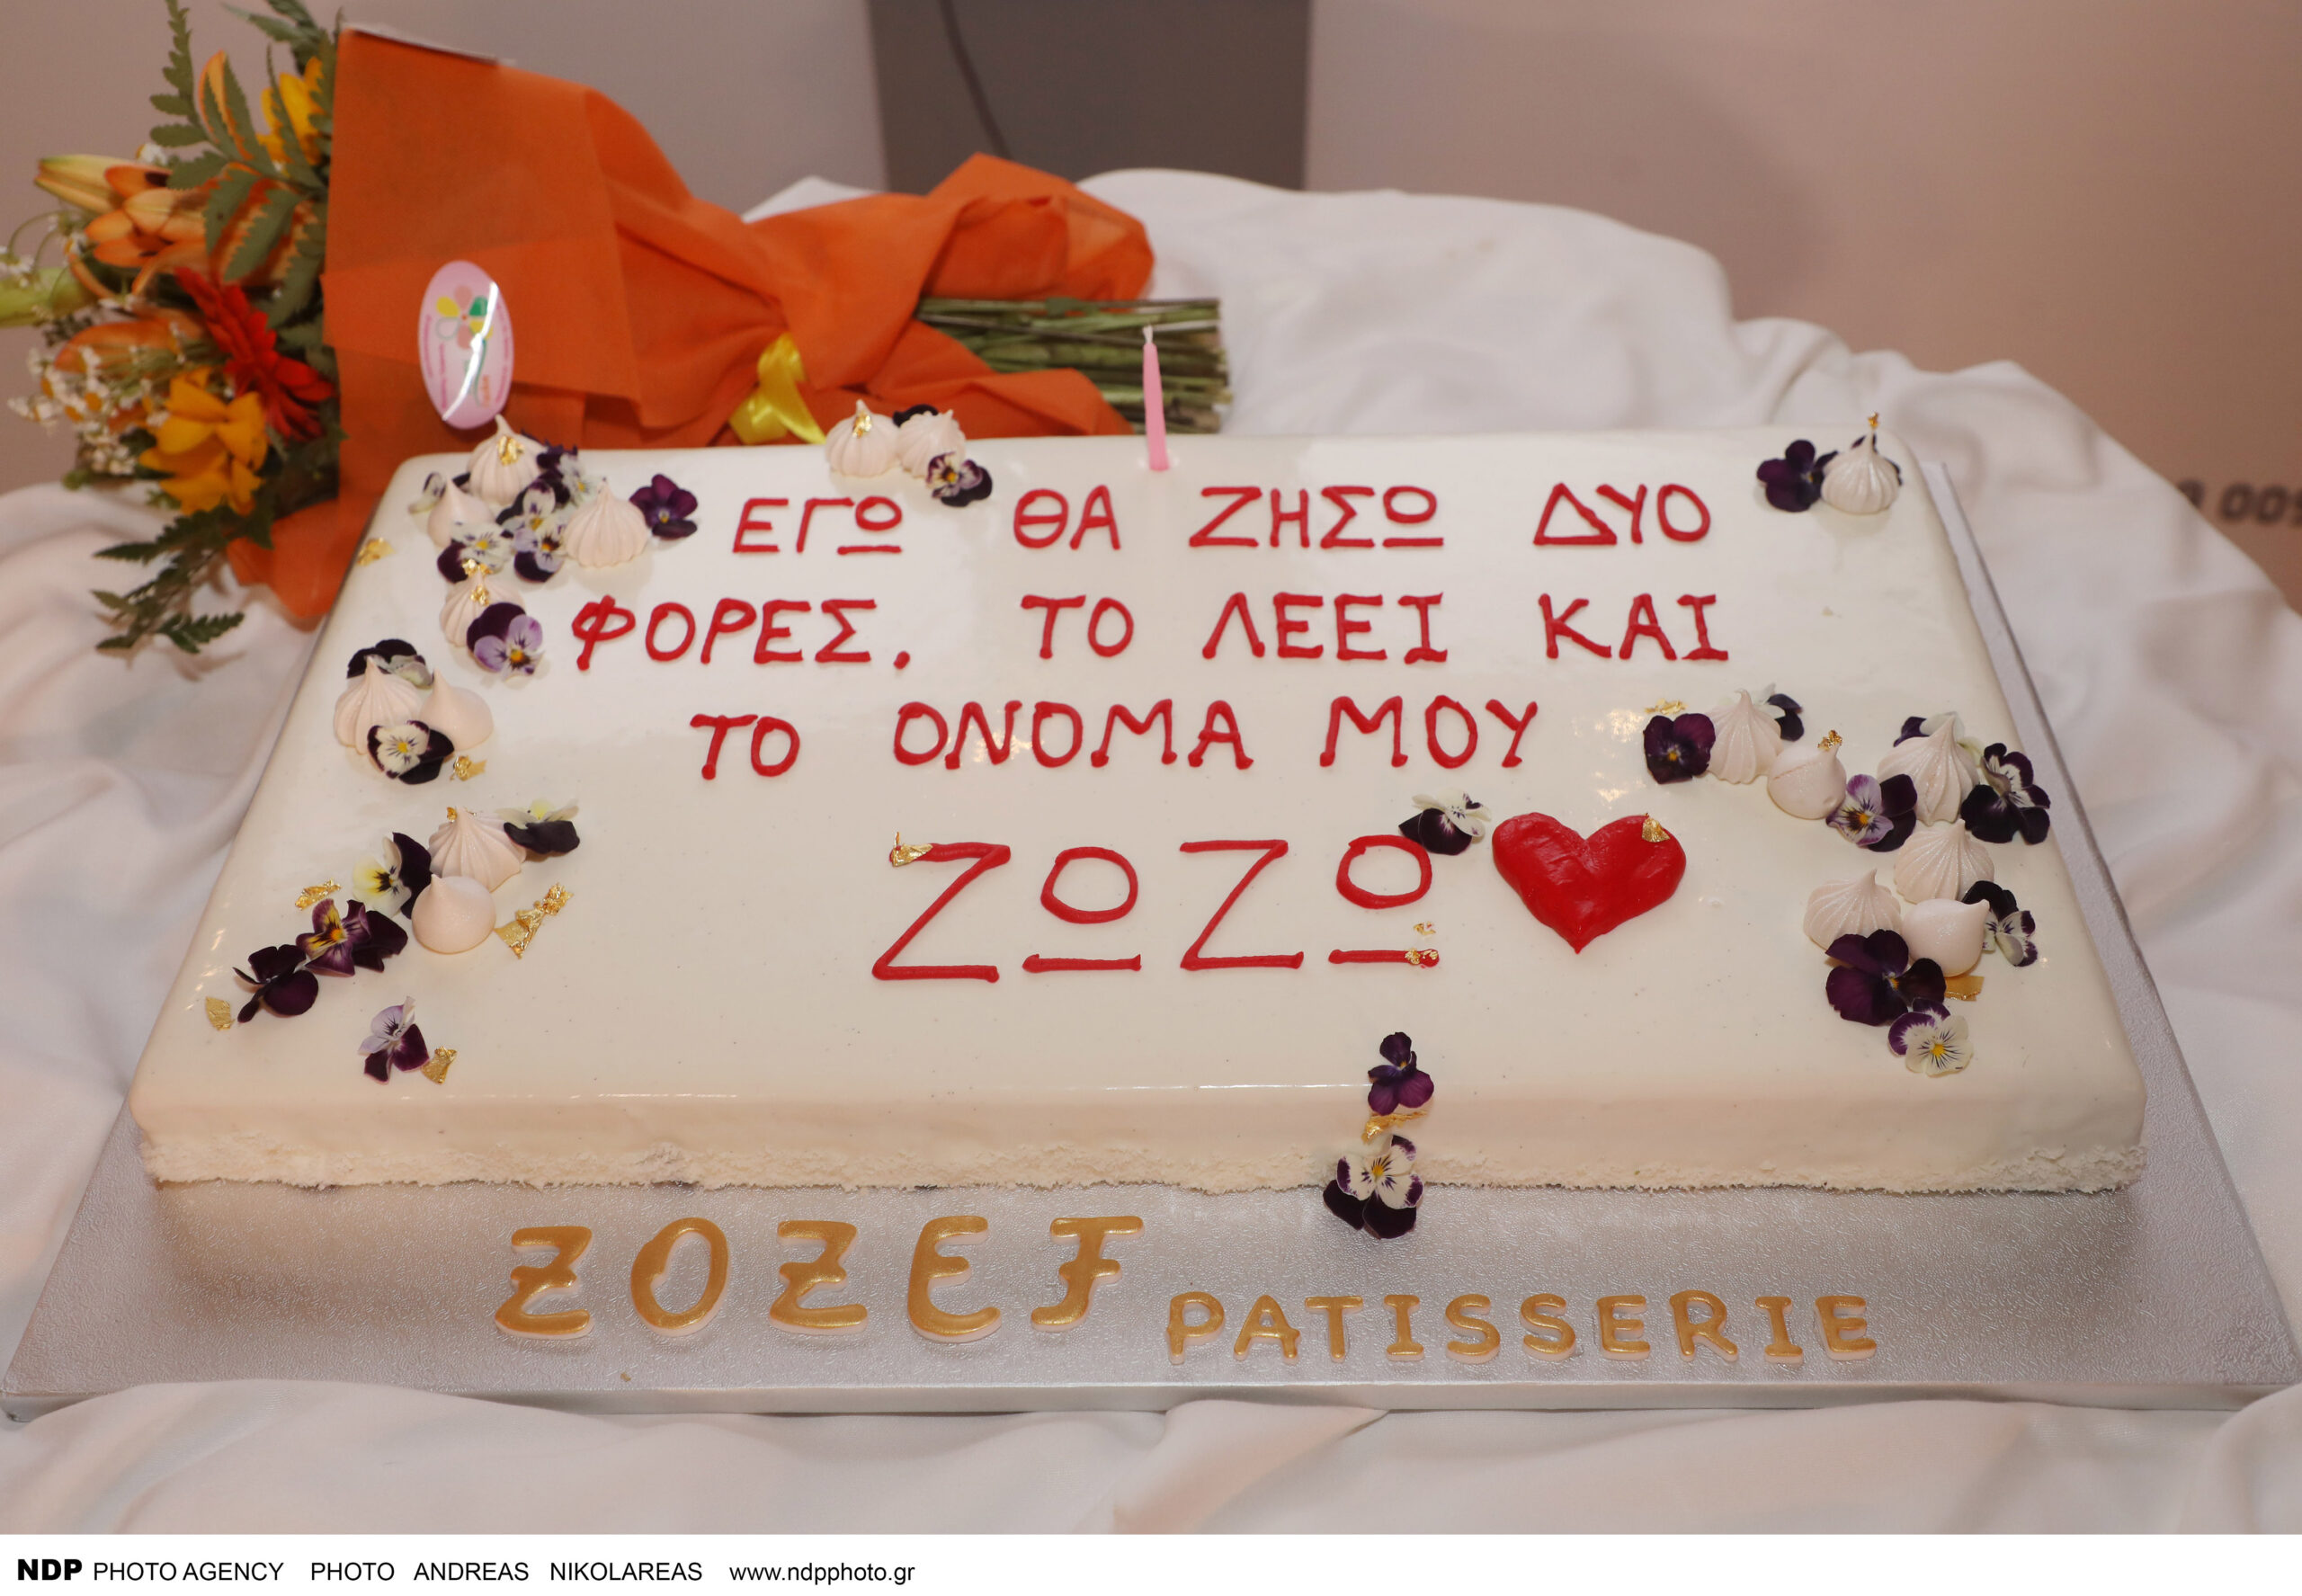 ΕΓΩ ΘΑ ΖΗΣΩ ΔΥΟ
ΦΟΡΕΣ. ΤΟ ΛΕΕΙ ΚΑΙ
ΤΟ ΟΝΟΜΑ ΜΟΥ
ΖΩΖΩ
ZOZEF PATISSERIE
NDP PHOTO AGENCY PHOTO ANDREAS NIKOLAREAS www.ndpphoto.gr